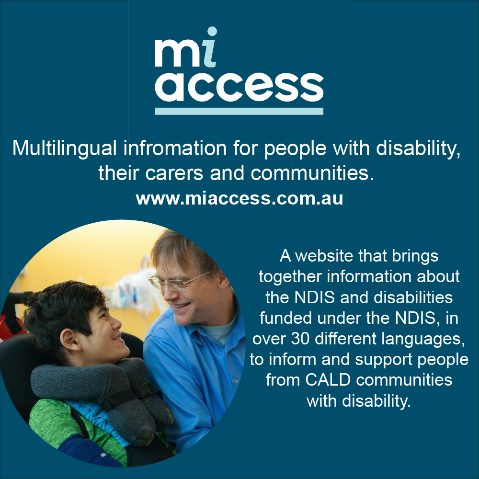 mi
access
Multilingual infromation for people with disability,
their carers and communities.
www.miaccess.com.au
A website that brings
together information about
the NDIS and disabilities
funded under the NDIS, in
over 30 different languages,
to inform and support people
from CALD communities
with disability.